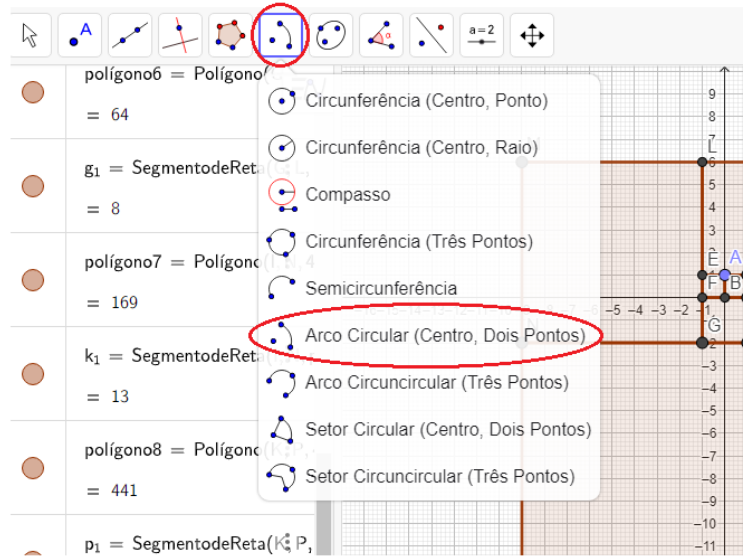 A
α
a=2
polígono6 = Polígono(
= 64
g₁ = SegmentodeReta(
= 8
polígono7 = Polígono(
= 169
k₁ = SegmentodeReta(
= 13
polígono8 = Polígono(
= 441
p₁ = SegmentodeReta(K, P,
Circunferência (Centro, Ponto)
Circunferência (Centro, Raio)
Compasso
Circunferência (Três Pontos)
Semicircunferência
Arco Circular (Centro, Dois Pontos)
Arco Circuncircular (Três Pontos)
Setor Circular (Centro, Dois Pontos)
Setor Circuncircular (Três Pontos)
9
8
7
L
6
5
4
3
E
A
1
F
B
–5 –4 –3 –2 –1
G
–2
–3
–4
–5
–6
–7
–8
–9
–10
–11